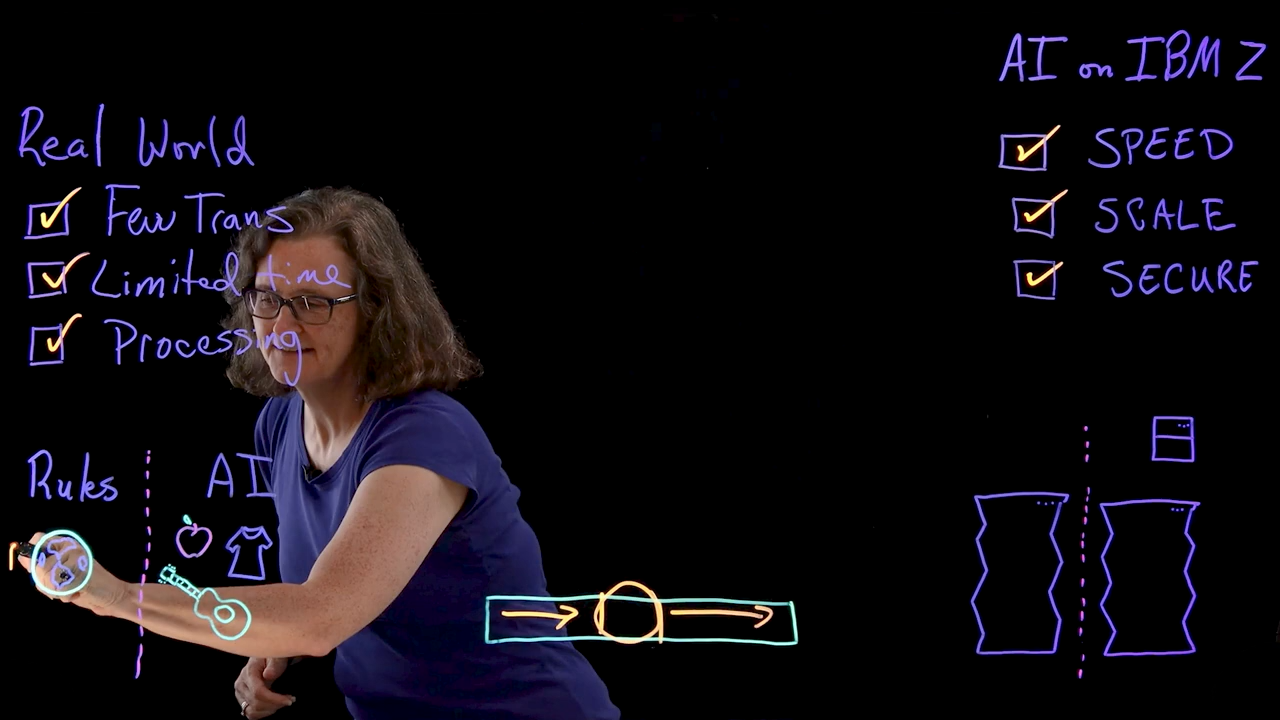 Real World
Few Trans
Limited time
Processing
Rules
AI
AI on IBM Z
SPEED
SCALE
SECURE